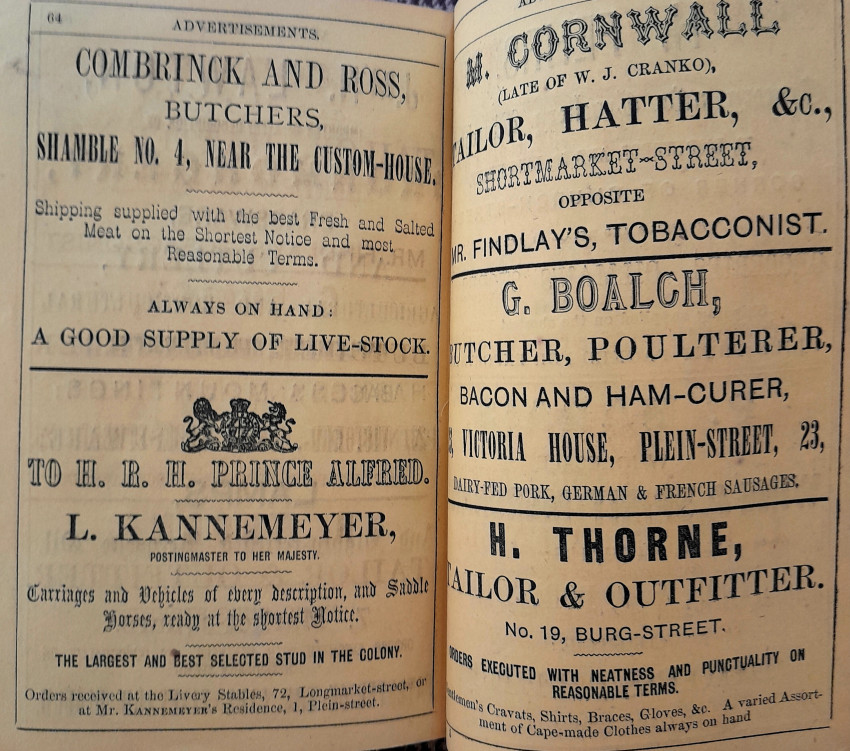 64
ADVERTISEMENTS.
COMBRINCK AND ROSS,
BUTCHERS,
SHAMBLE NO. 4, NEAR THE CUSTOM-HOUSE.
Shipping supplied with the best Fresh and Salted
Meat on the Shortest Notice and most
Reasonable Terms.
ALWAYS ON HAND:
A GOOD SUPPLY OF LIVE-STOCK.
TO H. R. H. PRINCE ALFRED.
L. KANNEMEYER,
POSTINGMASTER TO HER MAJESTY.
Carriages and Vehicles of every description, and Saddle
Horses, ready at the shortest Notice.
THE LARGEST AND BEST SELECTED STUD IN THE COLONY.
Orders received at the Livery Stables, 72, Longmarket-street, or
at Mr. KANNEMEYER'S Residence, 1, Plein-street.
M. CORNWALL
(LATE OF W. J. CRANKO),
TAILOR, HATTER, &c.,
SHORTMARKET-STREET,
OPPOSITE
MR. FINDLAY'S, TOBACCONIST.
G. BOALCH,
BUTCHER, POULTERER,
BACON AND HAM-CURER,
VICTORIA HOUSE, PLEIN-STREET, 23,
DAIRY-FED PORK, GERMAN & FRENCH SAUSAGES.
H. THORNE,
TAILOR & OUTFITTER.
No. 19, BURG-STREET.
ORDERS EXECUTED WITH NEATNESS AND PUNCTUALITY ON
REASONABLE TERMS.
Gentlemen's Cravats, Shirts, Braces, Gloves, &c. A varied Assort-
ment of Cape-made Clothes always on hand